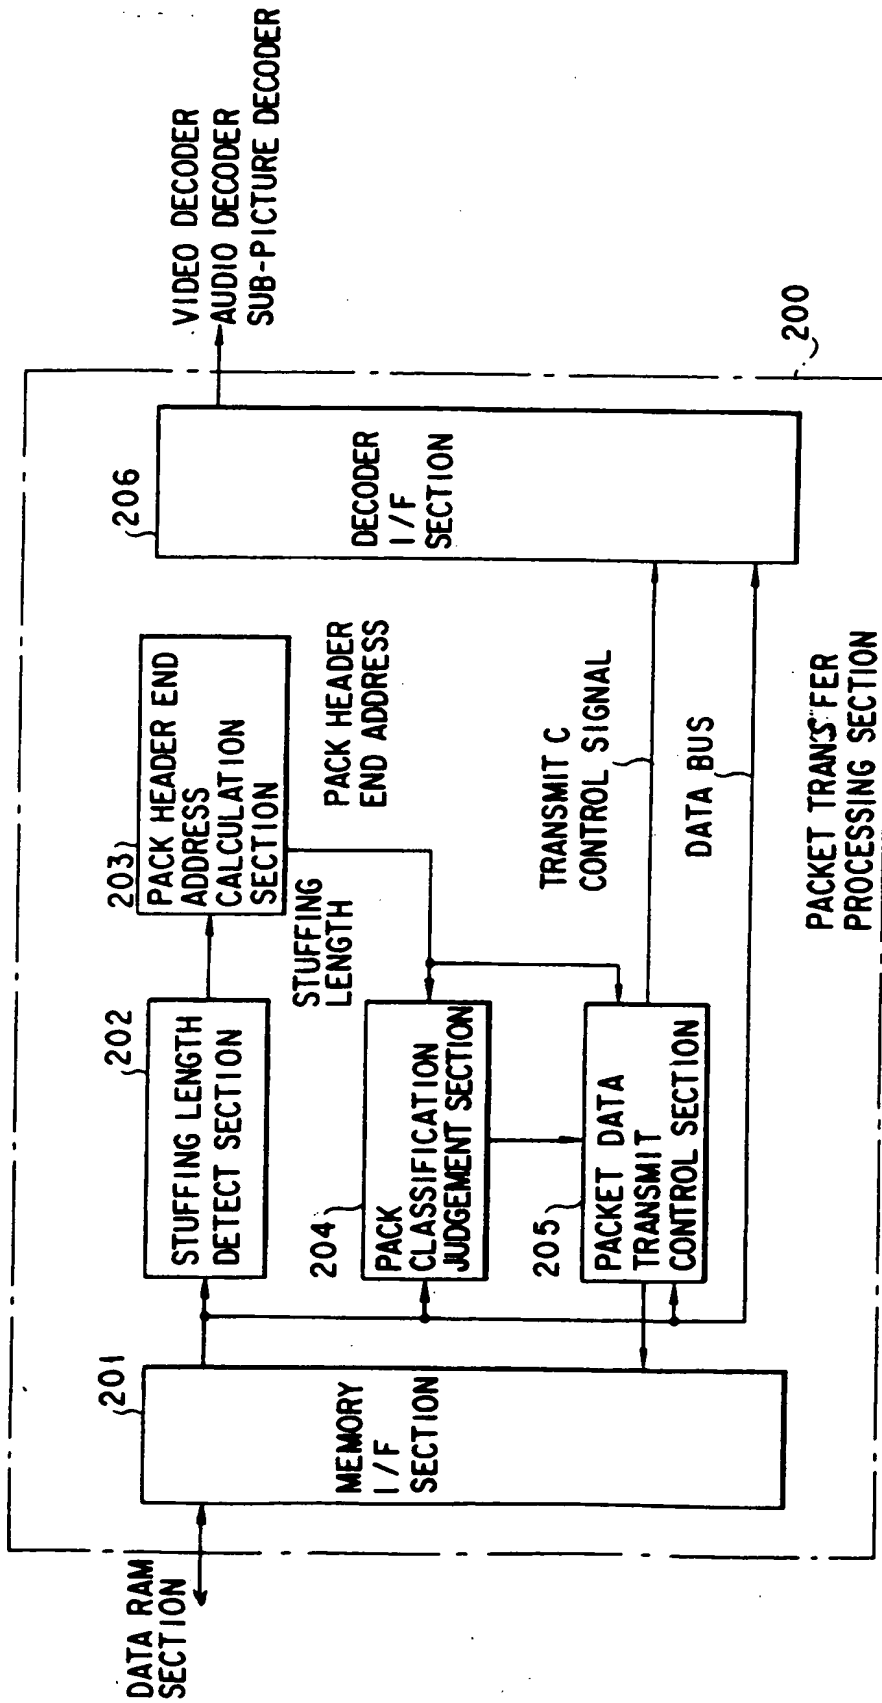 DATA RAM
SECTION
201
MEMORY
I/F
SECTION
202
STUFFING LENGTH
DETECT SECTION
203
PACK HEADER END
ADDRESS
CALCULATION
SECTION
STUFFING
LENGTH
PACK HEADER
END ADDRESS
204
PACK
CLASSIFICATION
JUDGEMENT SECTION
205
PACKET DATA
TRANSMIT
CONTROL SECTION
TRANSMIT C
CONTROL SIGNAL
DATA BUS
206
DECODER
I/F
SECTION
VIDEO DECODER
AUDIO DECODER
SUB-PICTURE DECODER
200
PACKET TRANSFER
PROCESSING SECTION